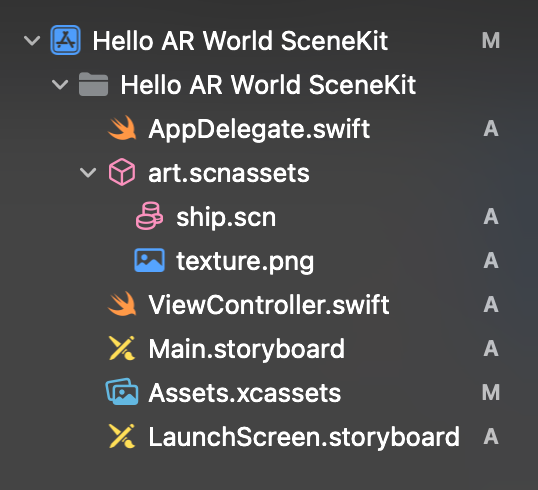 Hello AR World SceneKit M
Hello AR World SceneKit
AppDelegate.swift A
art.scnassets
ship.scn A
texture.png A
ViewController.swift A
Main.storyboard A
Assets.xcassets M
LaunchScreen.storyboard A